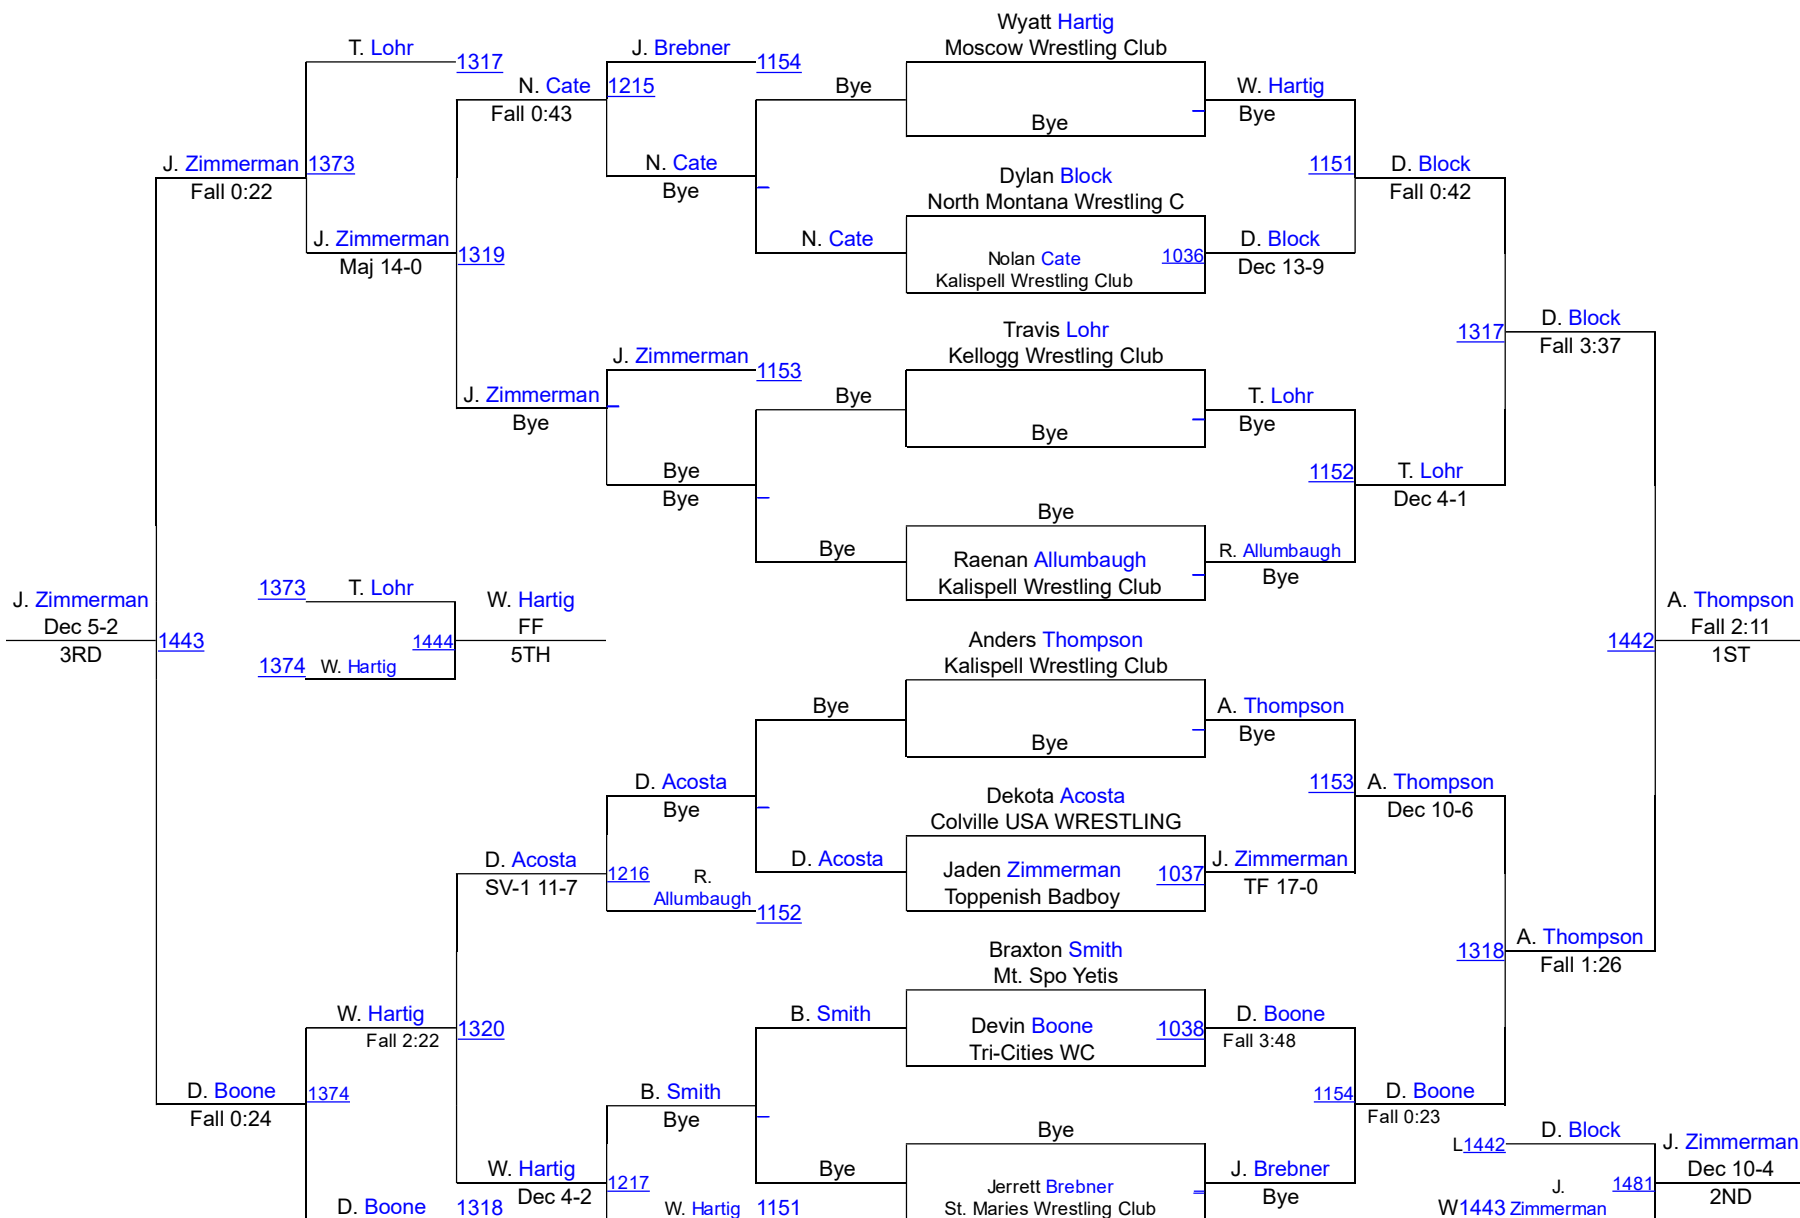 Wyatt Hartig
T. Lohr
J. Brebner
Moscow Wrestling Club
1317
1154
N. Cate
1215
Bye
W. Hartig
Fall 0:43
Bye
Bye
J. Zimmerman
1373
N. Cate
1151
D. Block
Fall 0:22
Bye
Dylan Block
Fall 0:42
North Montana Wrestling C
J. Zimmerman
1319
N. Cate
Nolan Cate
1036
D. Block
Maj 14-0
Kalispell Wrestling Club
Dec 13-9
Travis Lohr
1317
D. Block
J. Zimmerman
1153
Kellogg Wrestling Club
Fall 3:37
J. Zimmerman
Bye
T. Lohr
Bye
Bye
Bye
Bye
1152
T. Lohr
Bye
Dec 4-1
Bye
Bye
Raenan Allumbaugh
R. Allumbaugh
Kalispell Wrestling Club
Bye
1373
T. Lohr
J. Zimmerman
W. Hartig
A. Thompson
Dec 5-2
FF
Fall 2:11
1443
1444
Anders Thompson
1442
3RD
5TH
1ST
1374
W. Hartig
Kalispell Wrestling Club
Bye
A. Thompson
Bye
Bye
D. Acosta
1153
A. Thompson
Bye
Dekota Acosta
Dec 10-6
Colville USA WRESTLING
D. Acosta
D. Acosta
J. Zimmerman
SV-1 11-7
1216
R.
Jaden Zimmerman
1037
TF 17-0
Allumbaugh
1152
Toppenish Badboy
Braxton Smith
1318
A. Thompson
Mt. Spo Yetis
Fall 1:26
W. Hartig
1320
B. Smith
Devin Boone
1038
D. Boone
Fall 2:22
Tri-Cities WC
Fall 3:48
D. Boone
1374
B. Smith
1154
D. Boone
Fall 0:24
Bye
Fall 0:23
Bye
L1442
D. Block
J. Zimmerman
W. Hartig
Bye
J. Brebner
Dec 10-4
Dec 4-2
1217
Jerrett Brebner
Bye
J.
1481
2ND
D. Boone
1318
W. Hartig
1151
St. Maries Wrestling Club
W1443 Zimmerman